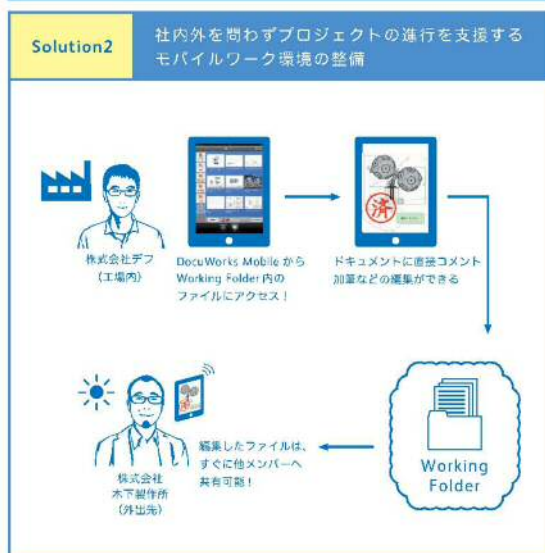 Solution2
社内外を問わずプロジェクトの進行を支援する
モバイルワーク環境の整備
済
株式会社デフ
(工場内)
DocuWorks Mobile から
Working Folder 内の
ファイルにアクセス！
ドキュメントに直接コメント
加筆などの編集ができる
株式会社
木下製作所
(外出先)
編集したファイルは、
すぐに他メンバーへ
共有可能！
Working
Folder